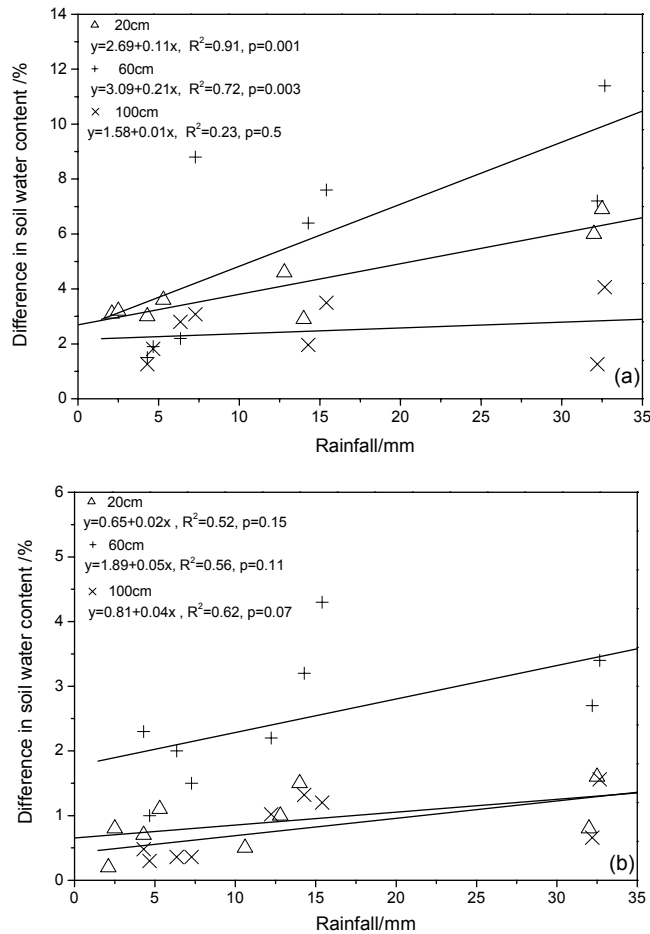 14
12
10
8
6
4
2
0
Difference in soil water content /%
△ 20cm
y=2.69+0.11x, R²=0.91, p=0.001
+ 60cm
y=3.09+0.21x, R²=0.72, p=0.003
× 100cm
y=1.58+0.01x, R²=0.23, p=0.5
(a)
0 5 10 15 20 25 30 35
Rainfall/mm
6
5
4
3
2
1
0
Difference in soil water content /%
△ 20cm
y=0.65+0.02x , R²=0.52, p=0.15
+ 60cm
y=1.89+0.05x, R²=0.56, p=0.11
× 100cm
y=0.81+0.04x , R²=0.62, p=0.07
(b)
0 5 10 15 20 25 30 35
Rainfall/mm